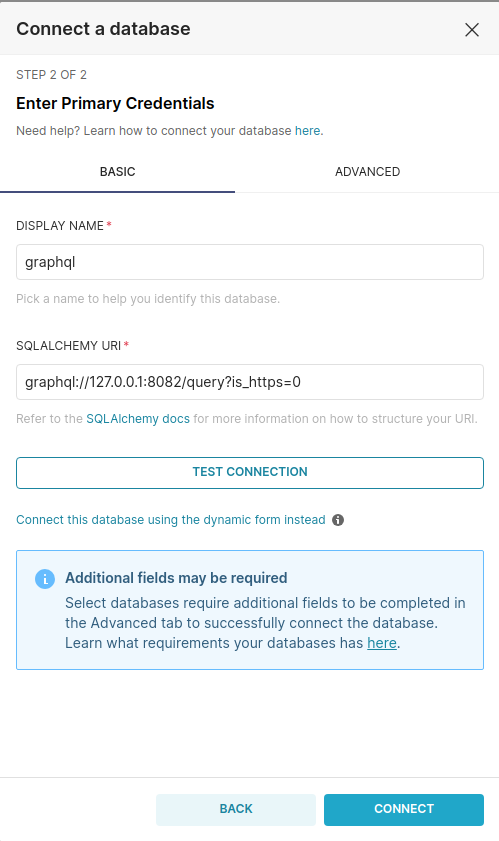 Connect a database
STEP 2 OF 2
Enter Primary Credentials
Need help? Learn how to connect your database here.
BASIC
ADVANCED
DISPLAY NAME *
graphql
Pick a name to help you identify this database.
SQLALCHEMY URI *
graphql://127.0.0.1:8082/query?is_https=0
Refer to the SQLAlchemy docs for more information on how to structure your URI.
TEST CONNECTION
Connect this database using the dynamic form instead
Additional fields may be required
Select databases require additional fields to be completed in
the Advanced tab to successfully connect the database.
Learn what requirements your databases has here.
BACK
CONNECT